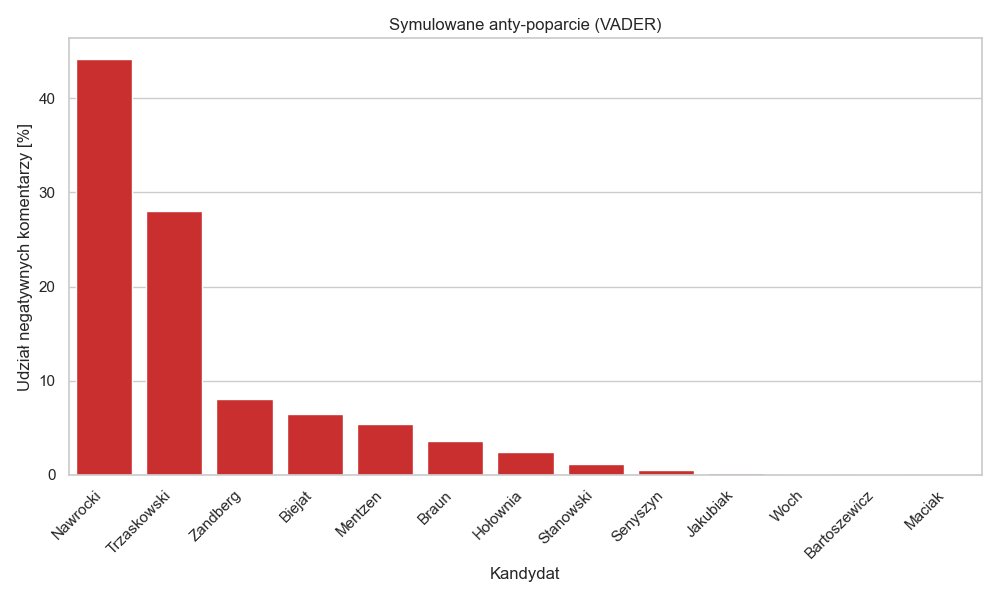 Symulowane anty-poparcie (VADER)
Udział negatywnych komentarzy [%]
40
30
20
10
0
Nawrocki
Trzaskowski
Zandberg
Biejat
Mentzen
Braun
Hołownia
Stanowski
Senyszyn
Jakubiak
Woch
Bartoszewicz
Maciak
Kandydat